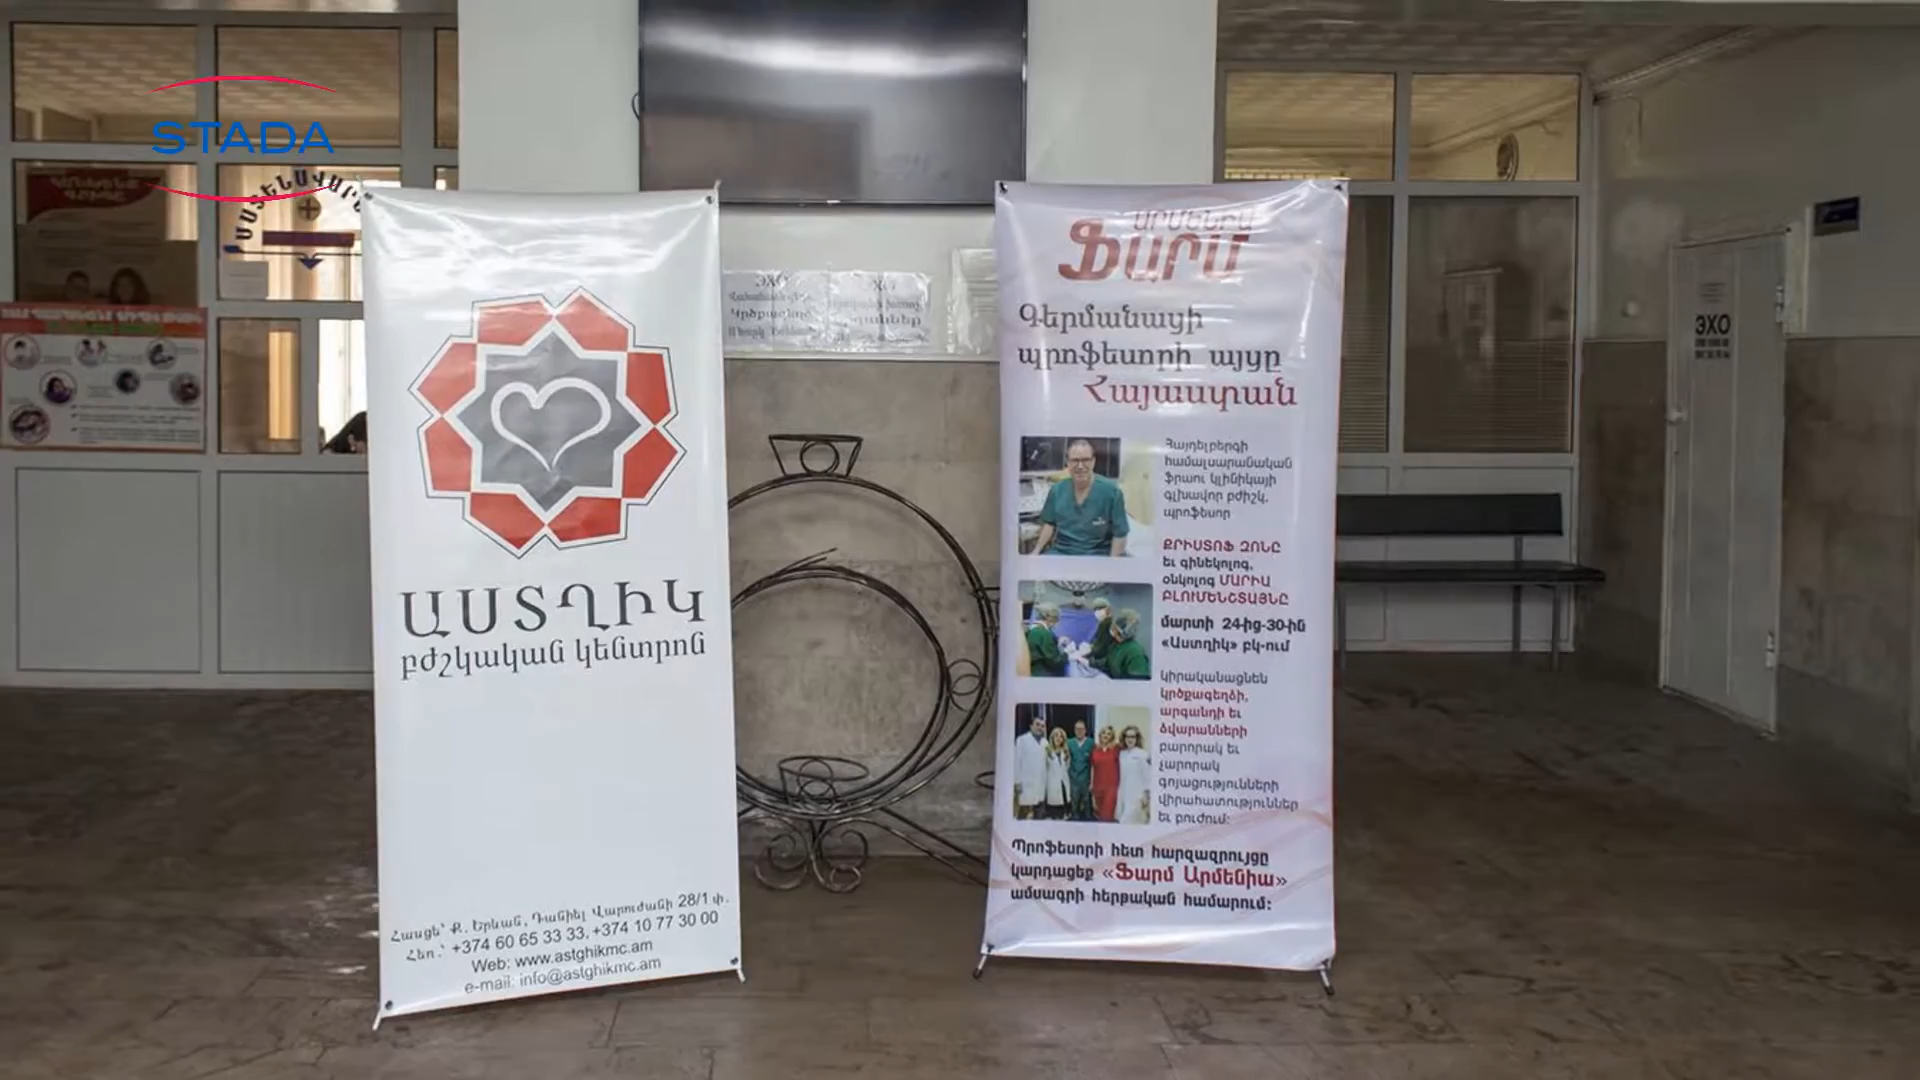 STADA
ԱՍՏՂԻԿ
բժշկական կենտրոն
Հասցե՝ Ք. Երևան, Դանիել Վարուժանի 28/1 փ.
Հեռ.՝ +374 60 65 33 33, +374 10 77 30 00
Web: www.astghikmc.am
e-mail: info@astghikmc.am
ԷԽՈ
ԷԽՈ
ԱՐՄԵՆԻԱ
ՖԱՐՄ
Գերմանացի
պրոֆեսորի այցը
Հայաստան
Հայդելբերգի
համալսարանական
ֆրաու կլինիկայի
գլխավոր բժիշկ,
պրոֆեսոր
ՔՐԻՍՏՈՖ ԶՈՆԸ
եւ գինեկոլոգ,
օնկոլոգ ՄԱՐԻԱ
ԲԼՈՒՄԵՆՇՏԱՅՆԸ
մարտի 24-ից-30-ին
«Աստղիկ» բկ-ում
կիրականացնեն
կրծքագեղձի,
արգանդի եւ
ձվարանների
բարորակ եւ
չարորակ
գոյացությունների
վիրահատություններ
եւ բուժում:
Պրոֆեսորի հետ հարցազրույցը
կարդացեք «Ֆարմ Արմենիա»
ամսագրի հերթական համարում:
ЭХО